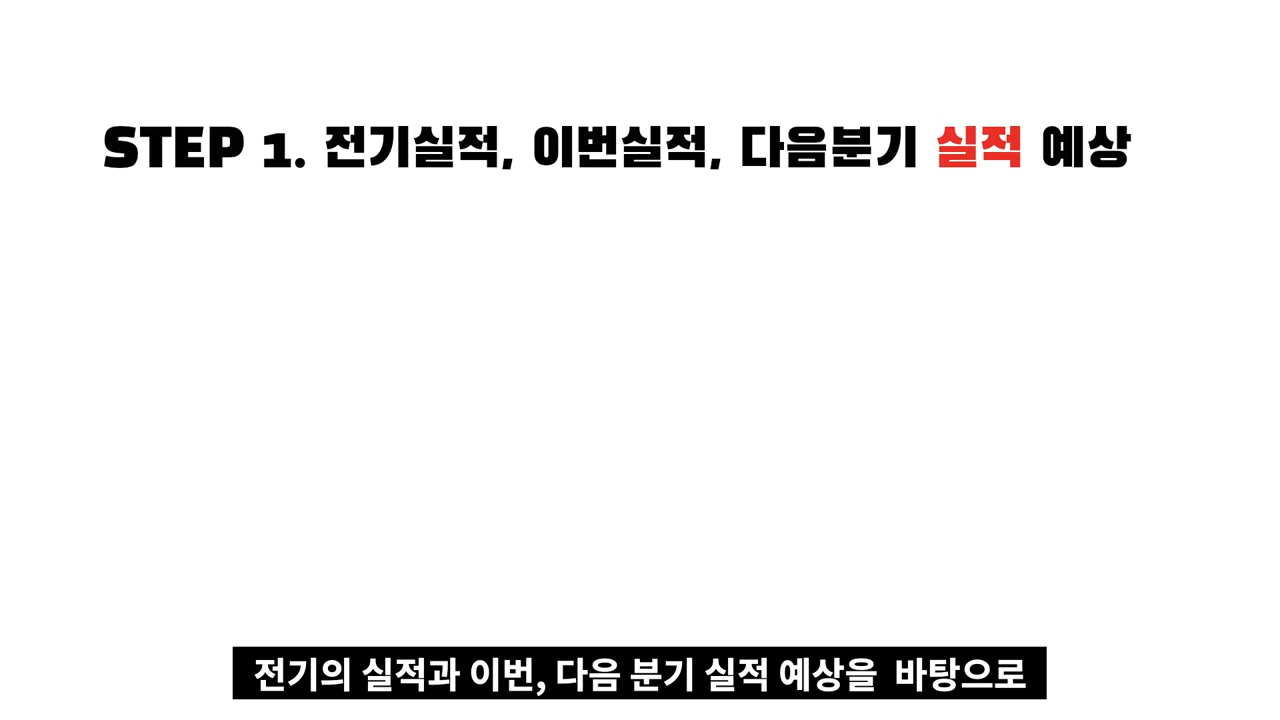 STEP 1. 전기실적, 이번실적, 다음분기 실적 예상
전기의 실적과 이번, 다음 분기 실적 예상을 바탕으로